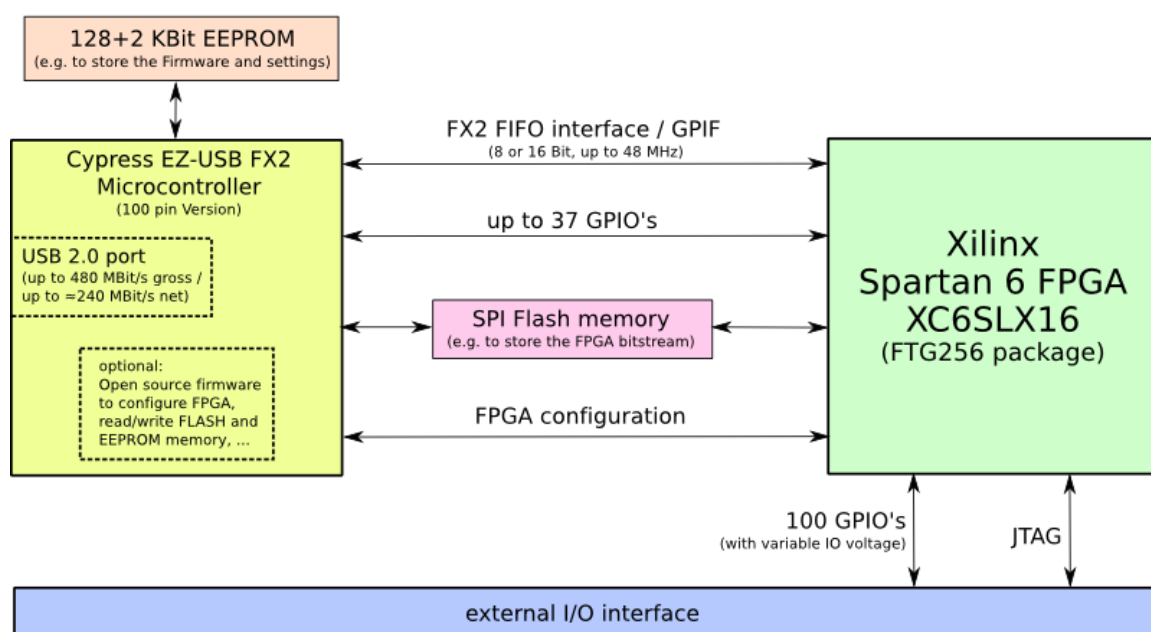 128+2 KBit EEPROM
(e.g. to store the Firmware and settings)
Cypress EZ-USB FX2
Microcontroller
(100 pin Version)
USB 2.0 port
(up to 480 MBit/s gross /
up to ≈240 MBit/s net)
optional:
Open source firmware
to configure FPGA,
read/write FLASH and
EEPROM memory, ...
FX2 FIFO interface / GPIF
(8 or 16 Bit, up to 48 MHz)
up to 37 GPIO's
SPI Flash memory
(e.g. to store the FPGA bitstream)
FPGA configuration
Xilinx
Spartan 6 FPGA
XC6SLX16
(FTG256 package)
100 GPIO's
(with variable IO voltage)
JTAG
external I/O interface